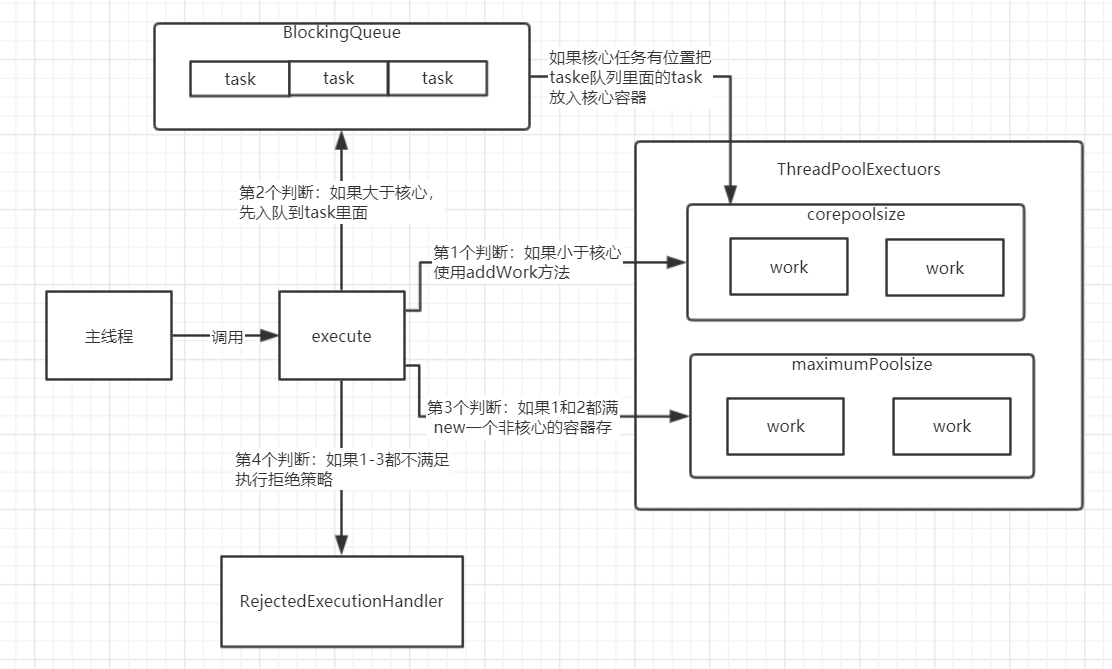 BlockingQueue
task
task
task
如果核心任务有位置把
taske队列里面的task
放入核心容器
ThreadPoolExectuors
第2个判断：如果大于核心，
先入队到task里面
corepoolsize
第1个判断：如果小于核心
使用addWork方法
work
work
主线程
调用
execute
maximumPoolsize
第3个判断：如果1和2都满
new一个非核心的容器存
work
work
第4个判断：如果1-3都不满足
执行拒绝策略
RejectedExecutionHandler